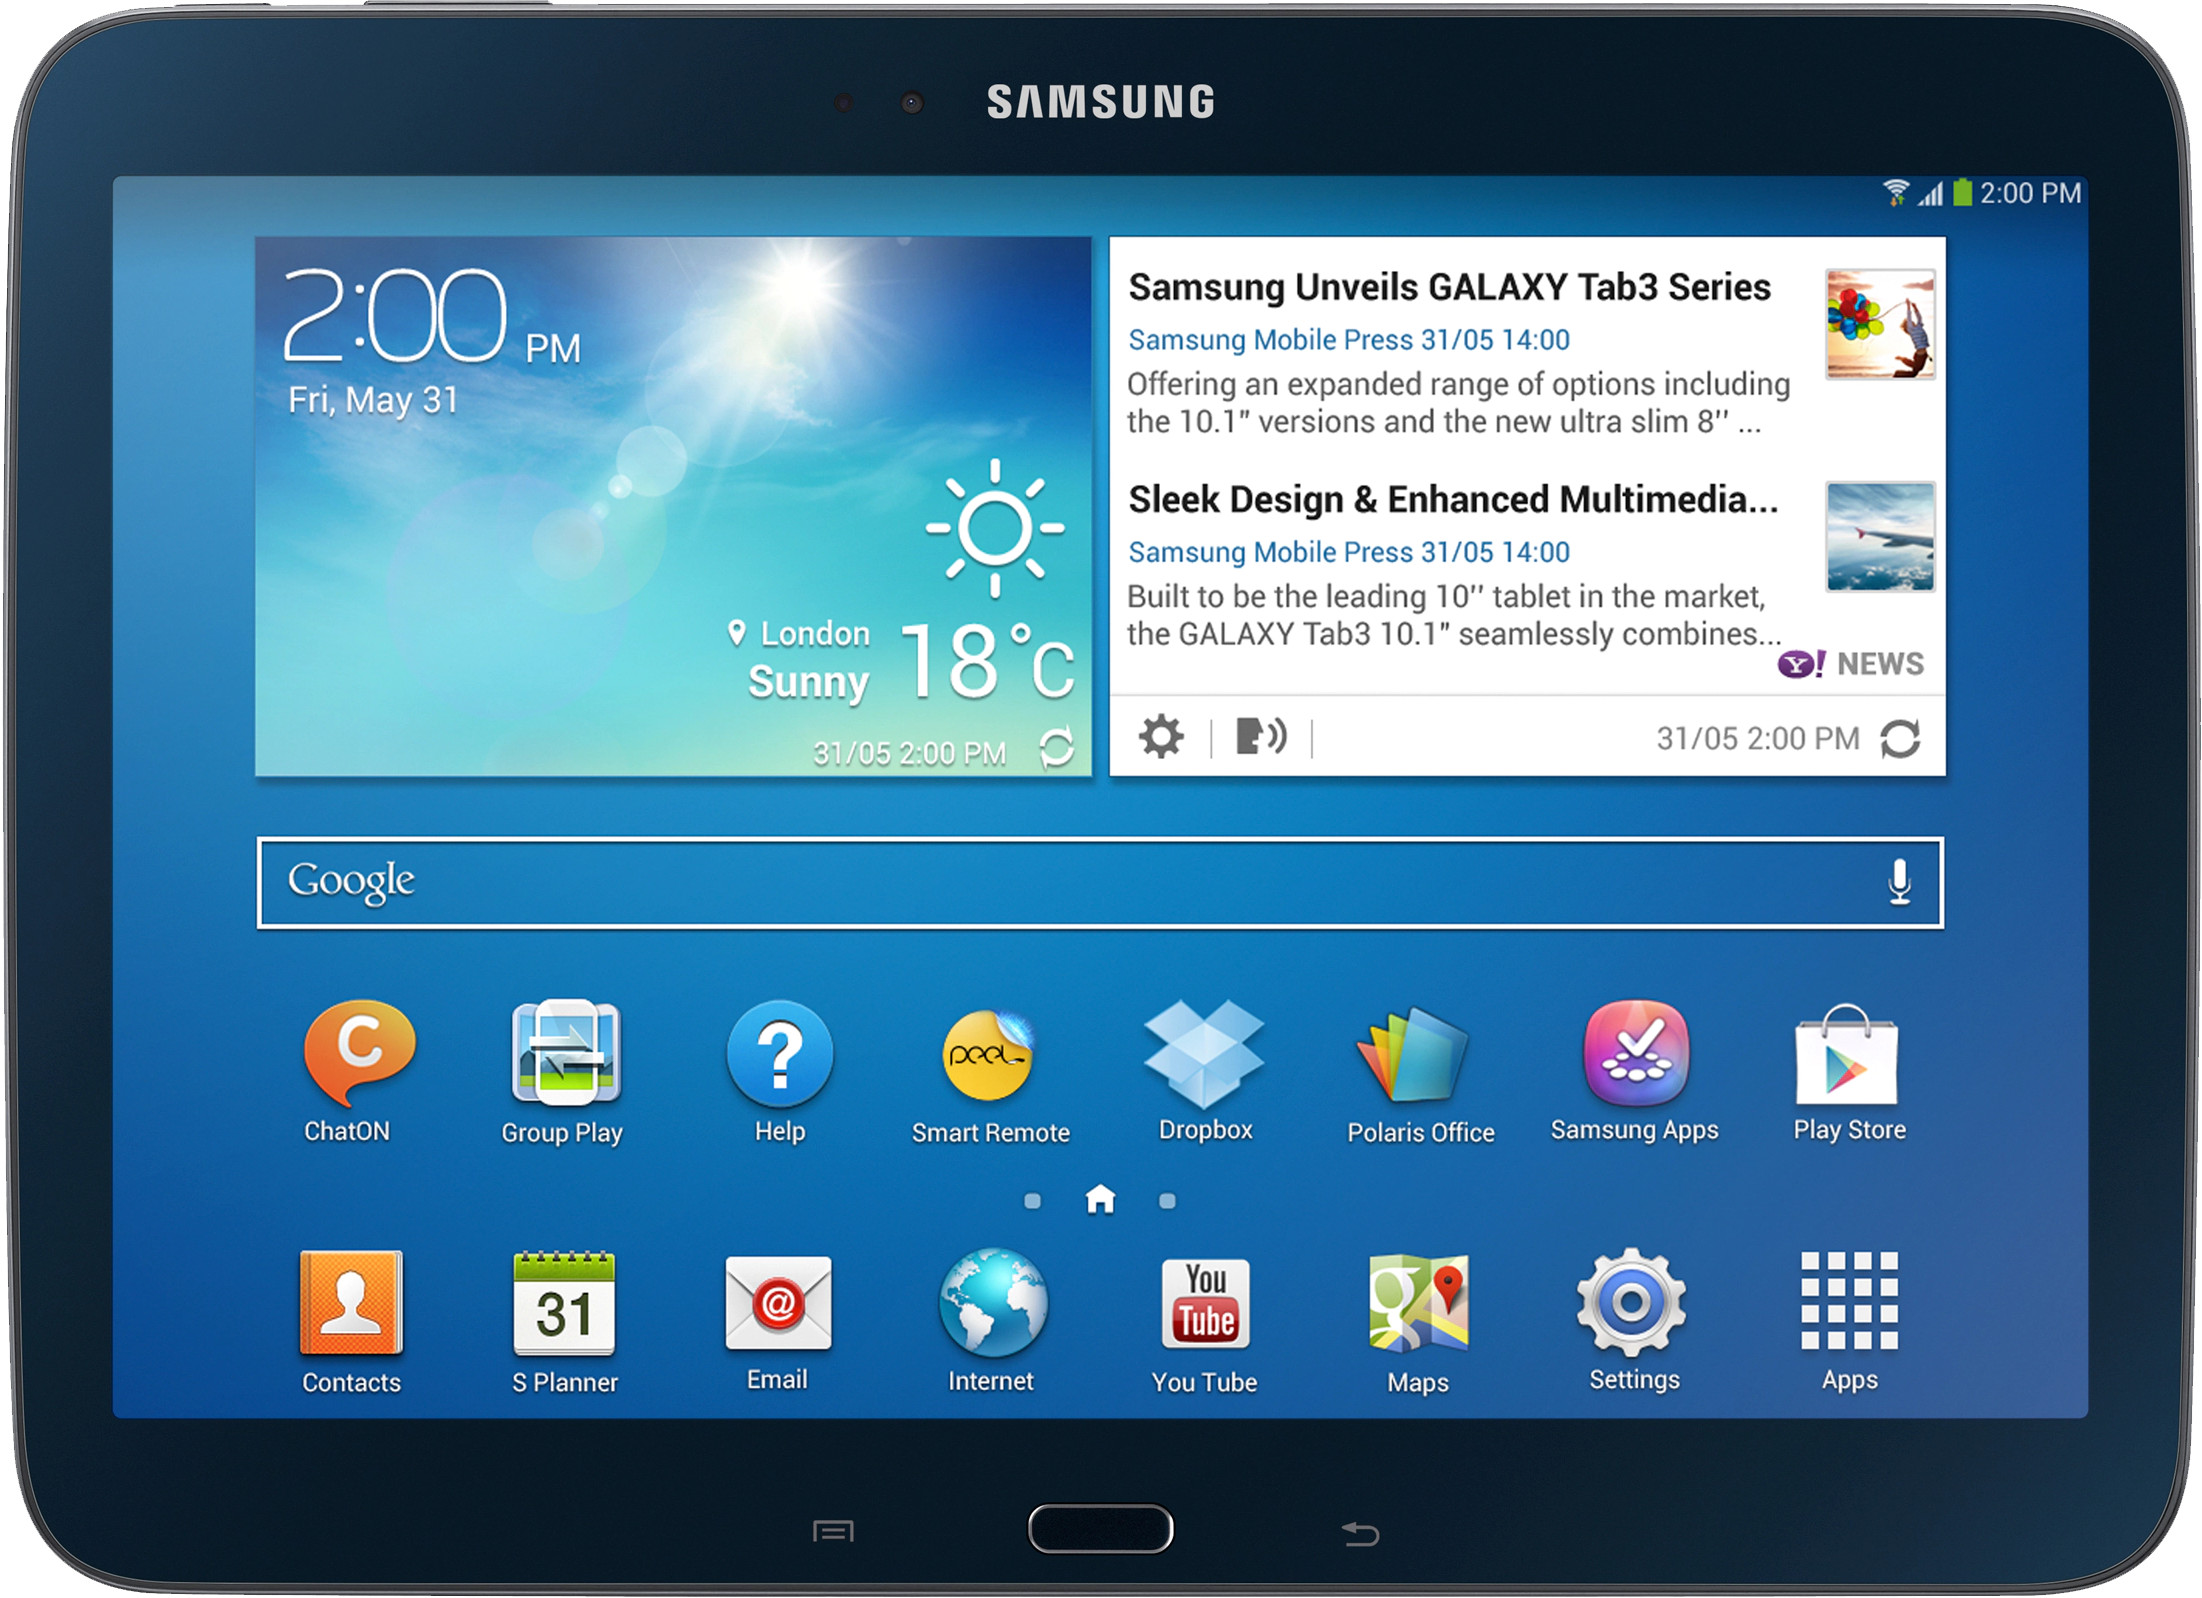 SAMSUNG
2:00 PM
2:00 PM
Fri, May 31
London
Sunny
18°C
31/05 2:00 PM
Samsung Unveils GALAXY Tab3 Series
Samsung Mobile Press 31/05 14:00
Offering an expanded range of options including
the 10.1" versions and the new ultra slim 8'' ...
Sleek Design & Enhanced Multimedia...
Samsung Mobile Press 31/05 14:00
Built to be the leading 10'' tablet in the market,
the GALAXY Tab3 10.1" seamlessly combines...
Y! NEWS
31/05 2:00 PM
Google
C
?
peel
ChatON
Group Play
Help
Smart Remote
Dropbox
Polaris Office
Samsung Apps
Play Store
31
@
You
Tube
g
Contacts
S Planner
Email
Internet
You Tube
Maps
Settings
Apps